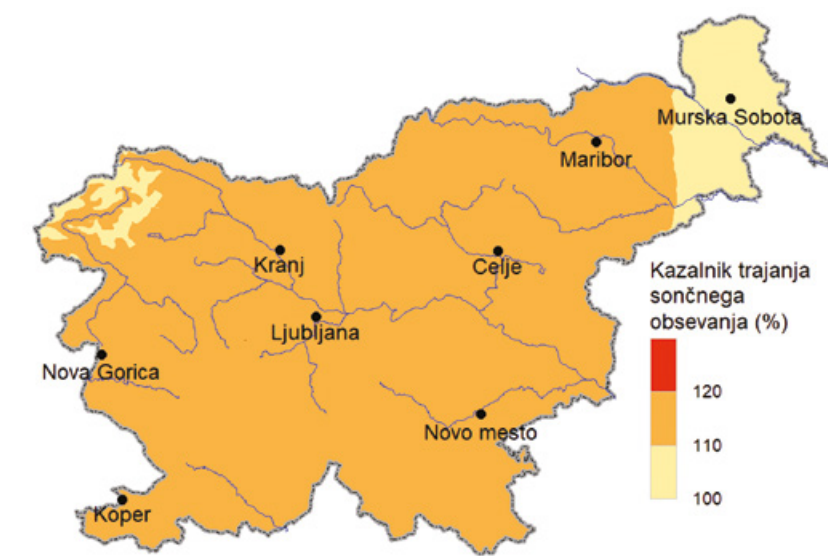 Murska Sobota
Maribor
Kranj
Celje
Ljubljana
Nova Gorica
Novo mesto
Koper
Kazalnik trajanja
sončnega
obsevanja (%)
120
110
100